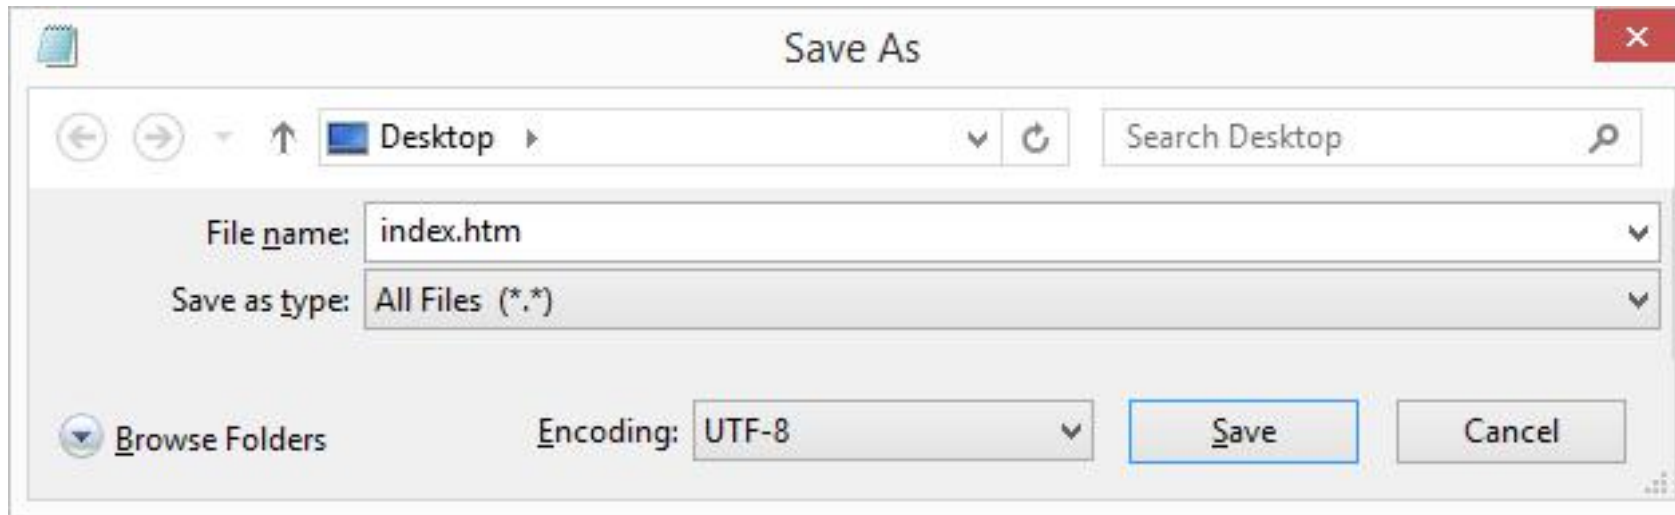 Save As
Desktop
Search Desktop
File name: index.htm
Save as type: All Files (*.*)
Browse Folders Encoding: UTF-8 Save Cancel